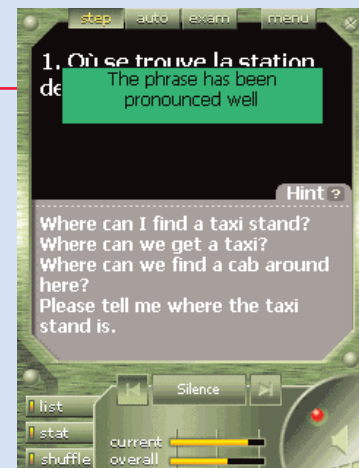 step auto exam menu
1. Où se trouve la station
de
The phrase has been
pronounced well
Hint ?
Where can I find a taxi stand?
Where can we get a taxi?
Where can we find a cab around
here?
Please tell me where the taxi
stand is.
Silence
list
stat
shuffle
current
overall